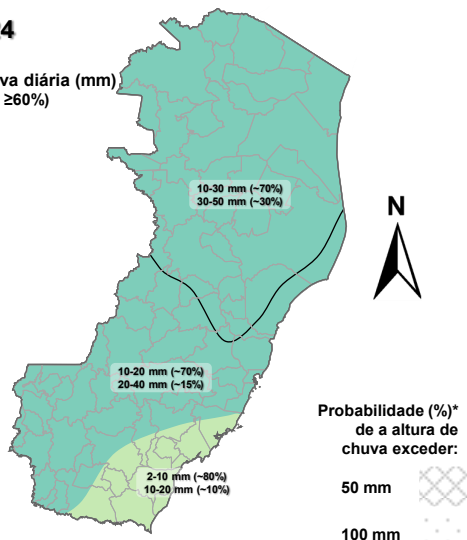 4
va diária (mm)
≥60%)
10-30 mm (~70%)
30-50 mm (~30%)
N
10-20 mm (~70%)
20-40 mm (~15%)
Probabilidade (%)*
de a altura de
chuva exceder:
2-10 mm (~80%)
10-20 mm (~10%)
50 mm
100 mm